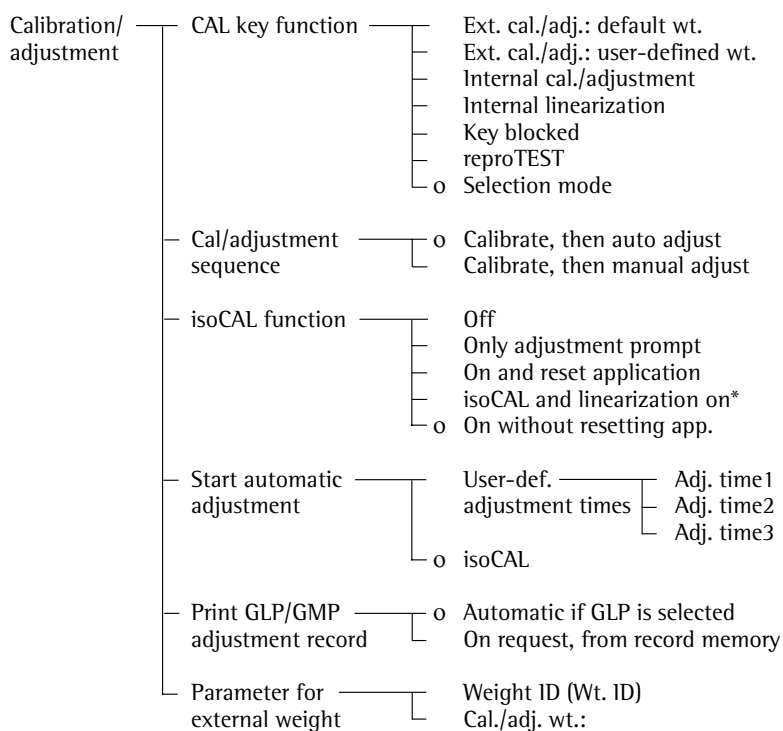 Calibration/ CAL key function Ext. cal./adj.: default wt.
adjustment Ext. cal./adj.: user-defined wt.
Internal cal./adjustment
Internal linearization
Key blocked
reproTEST
o Selection mode
Cal/adjustment o Calibrate, then auto adjust
sequence Calibrate, then manual adjust
isoCAL function Off
Only adjustment prompt
On and reset application
isoCAL and linearization on*
o On without resetting app.
Start automatic User-def. Adj. time1
adjustment adjustment times Adj. time2
Adj. time3
o isoCAL
Print GLP/GMP o Automatic if GLP is selected
adjustment record On request, from record memory
Parameter for Weight ID (Wt. ID)
external weight Cal./adj. wt.: